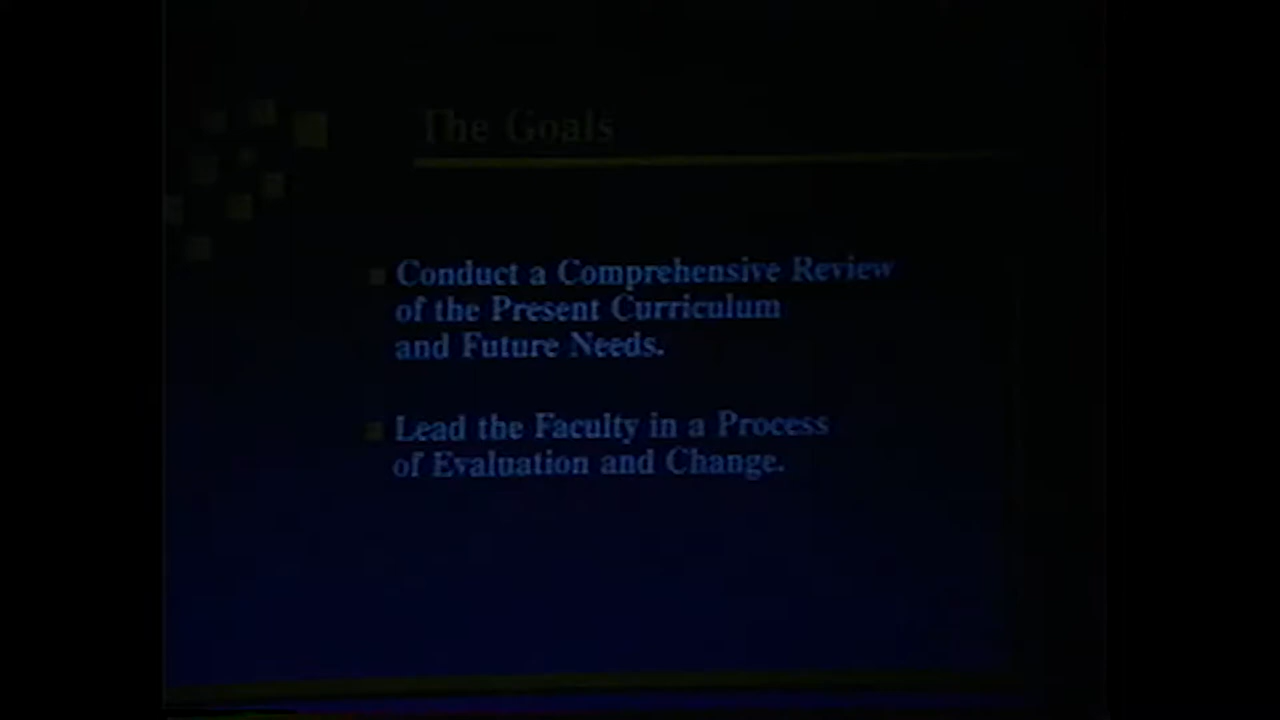 The Goals
Conduct a Comprehensive Review
of the Present Curriculum
and Future Needs.
Lead the Faculty in a Process
of Evaluation and Change.